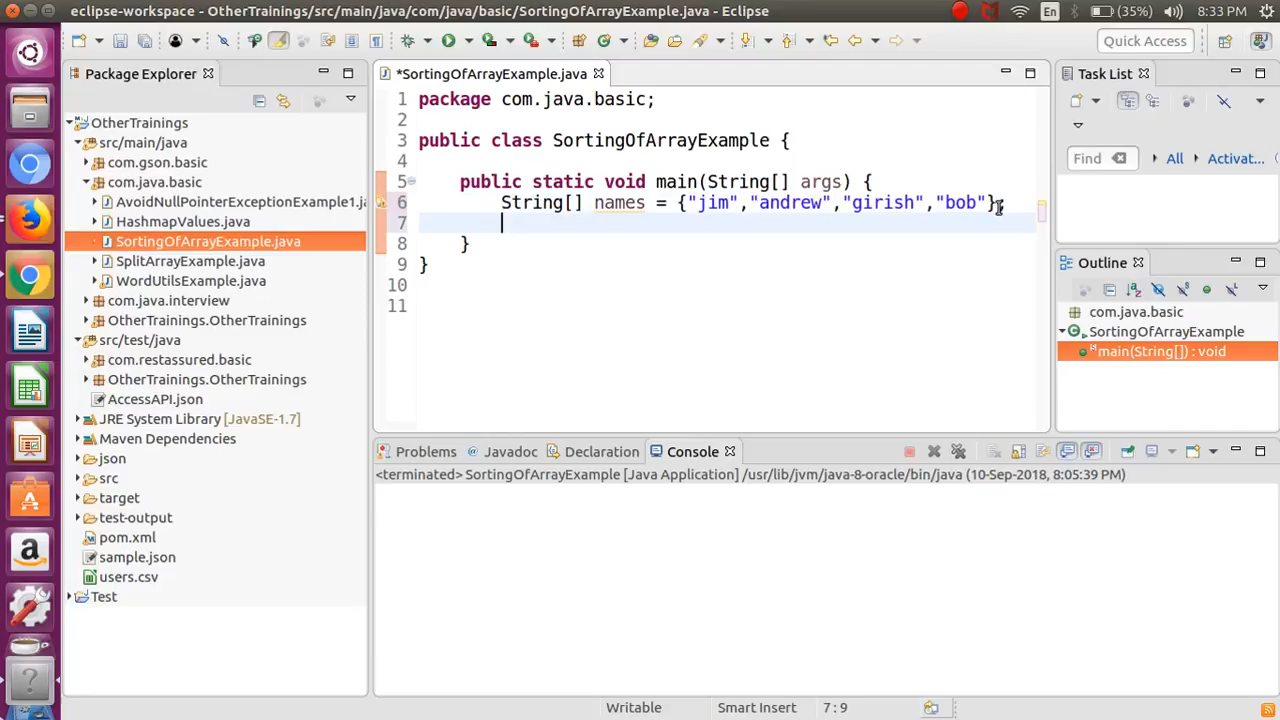 eclipse-workspace - OtherTrainings/src/main/java/com/java/basic/SortingOfArrayExample.java - Eclipse
En
(35%)
8:33 PM
Quick Access
Package Explorer
*SortingOfArrayExample.java
Task List
OtherTrainings
src/main/java
com.gson.basic
com.java.basic
AvoidNullPointerExceptionExample1.ja
HashmapValues.java
SortingOfArrayExample.java
SplitArrayExample.java
WordUtilsExample.java
com.java.interview
OtherTrainings.OtherTrainings
src/test/java
com.restassured.basic
OtherTrainings.OtherTrainings
AccessAPI.json
JRE System Library [JavaSE-1.7]
Maven Dependencies
json
src
target
test-output
pom.xml
sample.json
users.csv
Test
1 package com.java.basic;
2
3 public class SortingOfArrayExample {
4
5 public static void main(String[] args) {
6 String[] names = {"jim","andrew","girish","bob"};
7
8 }
9 }
10
11
Find
All
Activat...
Outline
com.java.basic
SortingOfArrayExample
main(String[]) : void
Problems
@ Javadoc
Declaration
Console
<terminated> SortingOfArrayExample [Java Application] /usr/lib/jvm/java-8-oracle/bin/java (10-Sep-2018, 8:05:39 PM)
Writable
Smart Insert
7 : 9